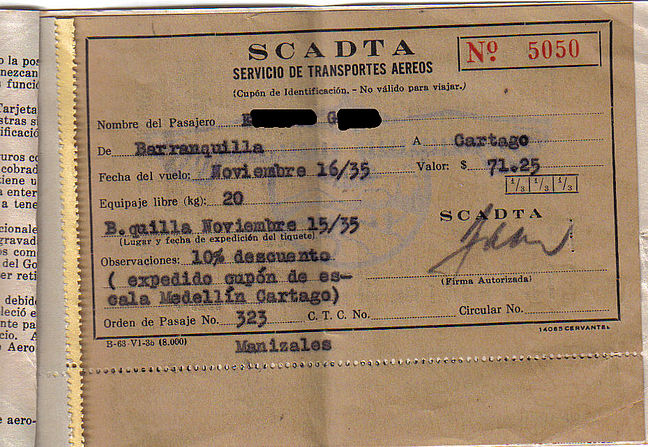 SCADTA
Nº 5050
SERVICIO DE TRANSPORTES AEREOS
(Cupón de Identificación. - No válido para viajar.)
Nombre del Pasajero G
De Barranquilla A Cartago
Fecha del vuelo: Noviembre 16/35 Valor: $ 71.25
1/3 1/3 1/3
Equipaje libre (kg): 20
SCADTA
B.quilla Noviembre 15/35
(Lugar y fecha de expedición del tiquete)
Observaciones: 10% descuento
(Firma Autorizada)
( expedido cupón de es-
cala Medellín Cartago)
Orden de Pasaje No. 323 C. T. C. No. Circular No.
B-63-VI-35 (8.000) 14085 CERVANTES
Manizales